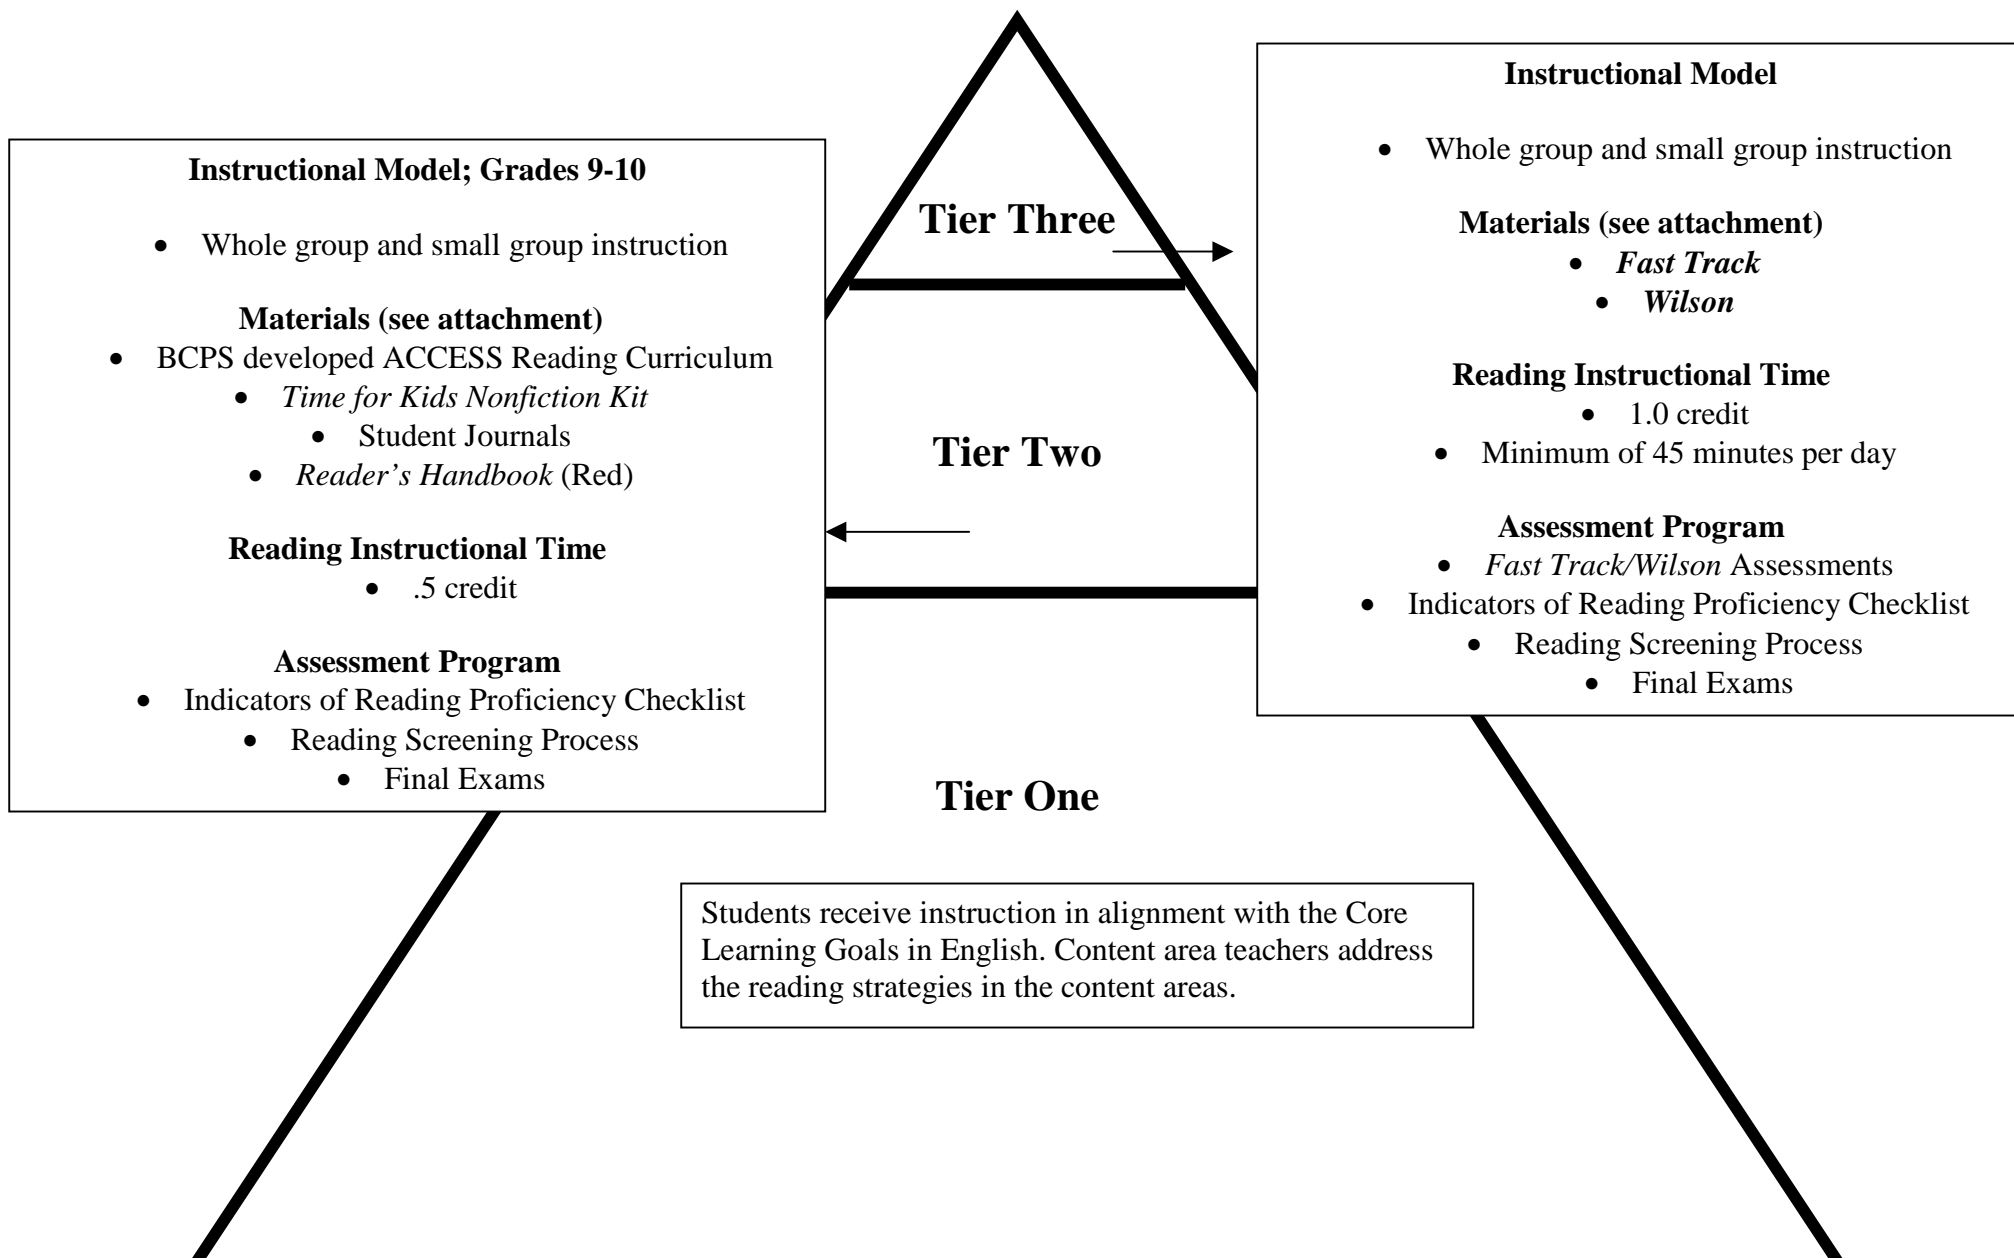 Instructional Model; Grades 9-10
• Whole group and small group instruction
Materials (see attachment)
• BCPS developed ACCESS Reading Curriculum
• Time for Kids Nonfiction Kit
• Student Journals
• Reader’s Handbook (Red)
Reading Instructional Time
• .5 credit
Assessment Program
• Indicators of Reading Proficiency Checklist
• Reading Screening Process
• Final Exams
Tier Three
Tier Two
Tier One
Students receive instruction in alignment with the Core
Learning Goals in English. Content area teachers address
the reading strategies in the content areas.
Instructional Model
• Whole group and small group instruction
Materials (see attachment)
• Fast Track
• Wilson
Reading Instructional Time
• 1.0 credit
• Minimum of 45 minutes per day
Assessment Program
• Fast Track/Wilson Assessments
• Indicators of Reading Proficiency Checklist
• Reading Screening Process
• Final Exams